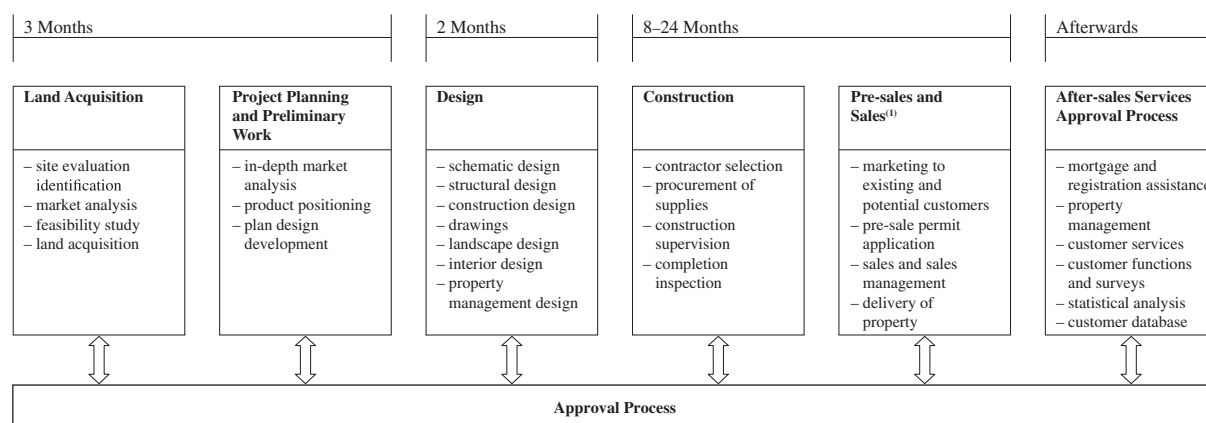 3 Months
2 Months
8–24 Months
Afterwards
Land Acquisition
– site evaluation
identification
– market analysis
– feasibility study
– land acquisition
Project Planning
and Preliminary
Work
– in-depth market
analysis
– product positioning
– plan design
development
Design
– schematic design
– structural design
– construction design
– drawings
– landscape design
– interior design
– property
management design
Construction
– contractor selection
– procurement of
supplies
– construction
supervision
– completion
inspection
Pre-sales and
Sales(1)
– marketing to
existing and
potential customers
– pre-sale permit
application
– sales and sales
management
– delivery of
property
After-sales Services
Approval Process
– mortgage and
registration assistance
– property
management
– customer services
– customer functions
and surveys
– statistical analysis
– customer database
Approval Process